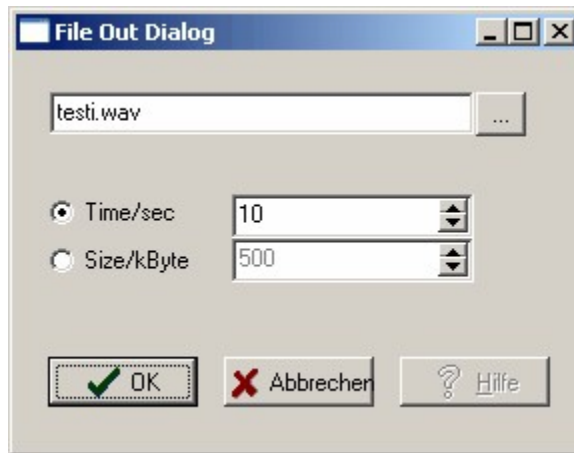 File Out Dialog
testi.wav ...
Time/sec 10
Size/kByte 500
OK Abbrechen Hilfe